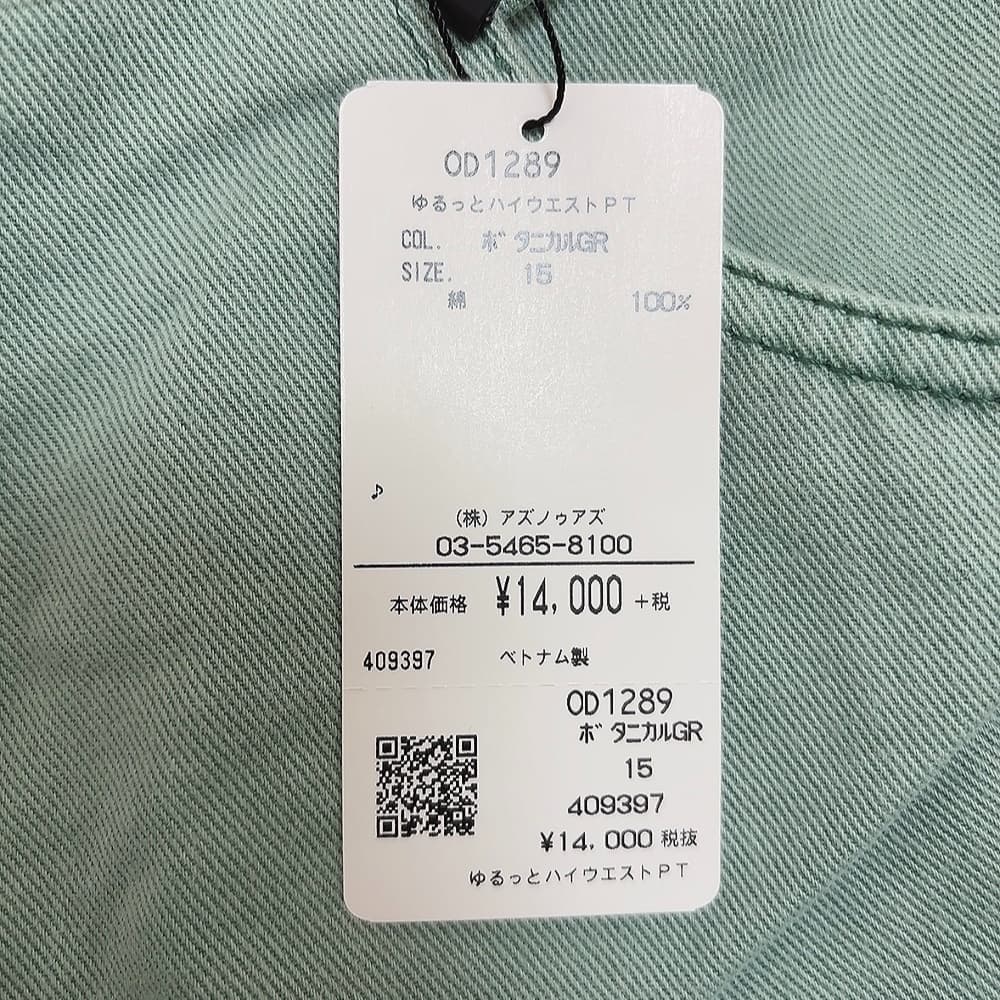 OD1289
ゆるっとハイウエストPT
COL. ボタニカルGR
SIZE. 15
綿 100%
♪
(株)アズノゥアズ
03-5465-8100
本体価格 ¥14,000 +税
409397 ベトナム製
OD1289
ボタニカルGR
15
409397
¥14,000 税抜
ゆるっとハイウエストPT